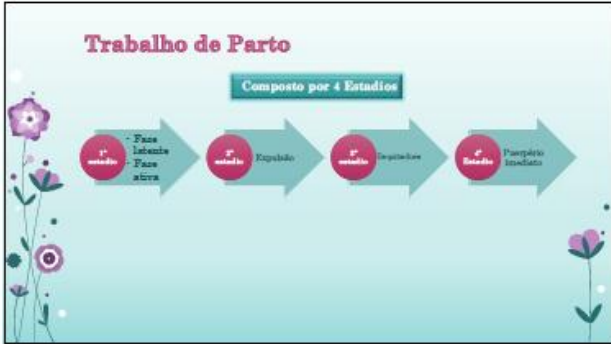 Trabalho de Parto
Composto por 4 Estadios
1º estadio
- Fase latente
- Fase ativa
2º estadio
Expulsão
3º estadio
Dequitadura
4º Estadio
Puerpério Imediato